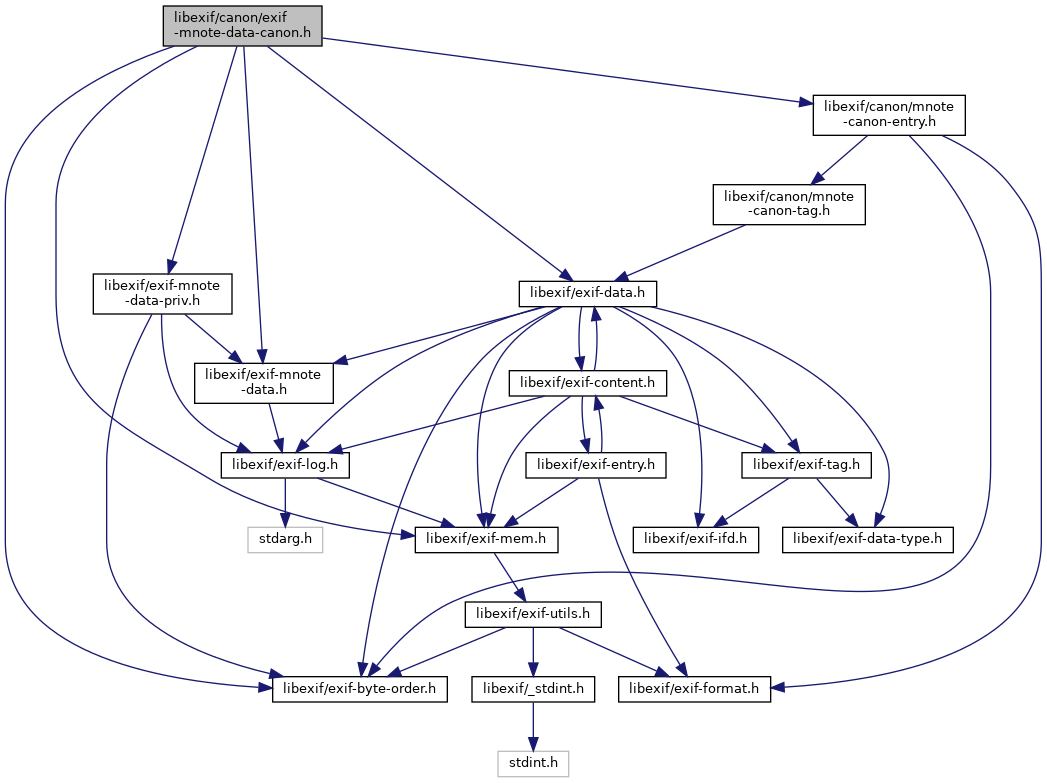 libexif/canon/exif
-mnote-data-canon.h
libexif/canon/mnote
-canon-entry.h
libexif/canon/mnote
-canon-tag.h
libexif/exif-mnote
-data-priv.h
libexif/exif-data.h
libexif/exif-mnote
-data.h
libexif/exif-content.h
libexif/exif-log.h
libexif/exif-entry.h
libexif/exif-tag.h
stdarg.h
libexif/exif-mem.h
libexif/exif-ifd.h
libexif/exif-data-type.h
libexif/exif-utils.h
libexif/exif-byte-order.h
libexif/_stdint.h
libexif/exif-format.h
stdint.h